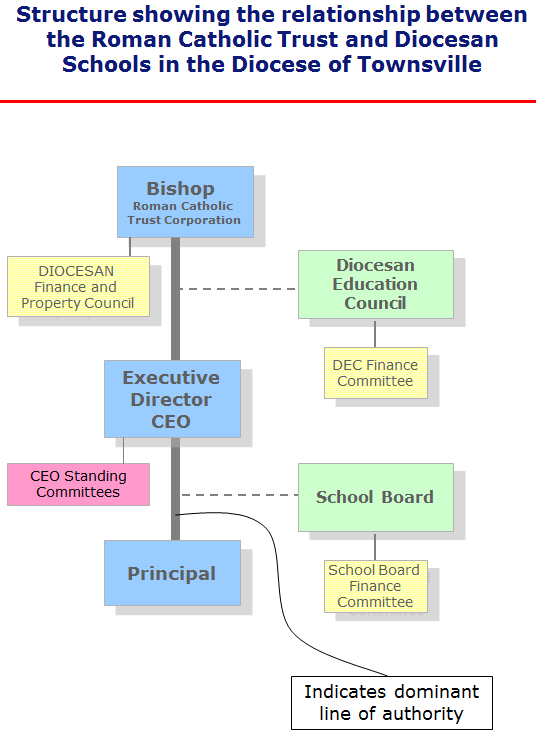 Structure showing the relationship between
the Roman Catholic Trust and Diocesan
Schools in the Diocese of Townsville
Bishop
Roman Catholic
Trust Corporation
DIOCESAN
Finance and
Property Council
Diocesan
Education
Council
DEC Finance
Committee
Executive
Director
CEO
CEO Standing
Committees
School Board
Principal
School Board
Finance
Committee
Indicates dominant
line of authority